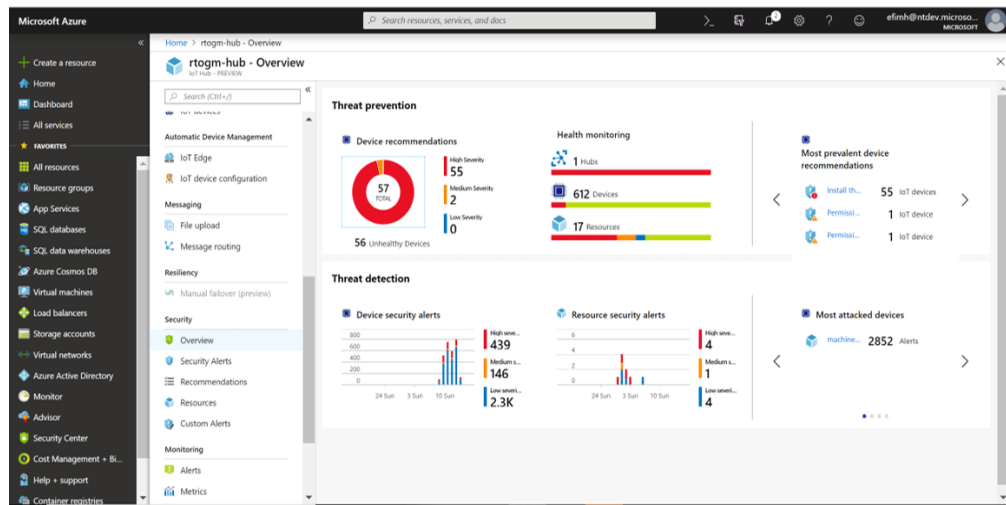 Microsoft Azure
Search resources, services, and docs
2
efimh@ntdev.microso...
MICROSOFT
Create a resource
Home
Dashboard
All services
FAVORITES
All resources
Resource groups
App Services
SQL databases
SQL data warehouses
Azure Cosmos DB
Virtual machines
Load balancers
Storage accounts
Virtual networks
Azure Active Directory
Monitor
Advisor
Security Center
Cost Management + Bi...
Help + support
Container registries
Home > rtogm-hub - Overview
rtogm-hub - Overview
IoT Hub - PREVIEW
Search (Ctrl+/)
IoT devices
Automatic Device Management
IoT Edge
IoT device configuration
Messaging
File upload
Message routing
Resiliency
Manual failover (preview)
Security
Overview
Security Alerts
Recommendations
Resources
Custom Alerts
Monitoring
Alerts
Metrics
Threat prevention
Device recommendations
57
TOTAL
High Severity
55
Medium Severity
2
Low Severity
0
56 Unhealthy Devices
Health monitoring
1 Hubs
612 Devices
17 Resources
Most prevalent device
recommendations
Install th... 55 IoT devices
Permissi... 1 IoT device
Permissi... 1 IoT device
Threat detection
Device security alerts
800
600
400
200
0
24 Sun 3 Sun 10 Sun
High seve...
439
Medium s...
146
Low severi...
2.3K
Resource security alerts
6
4
2
0
24 Sun 3 Sun 10 Sun
High seve...
4
Medium s...
1
Low severi...
4
Most attacked devices
machine... 2852 Alerts